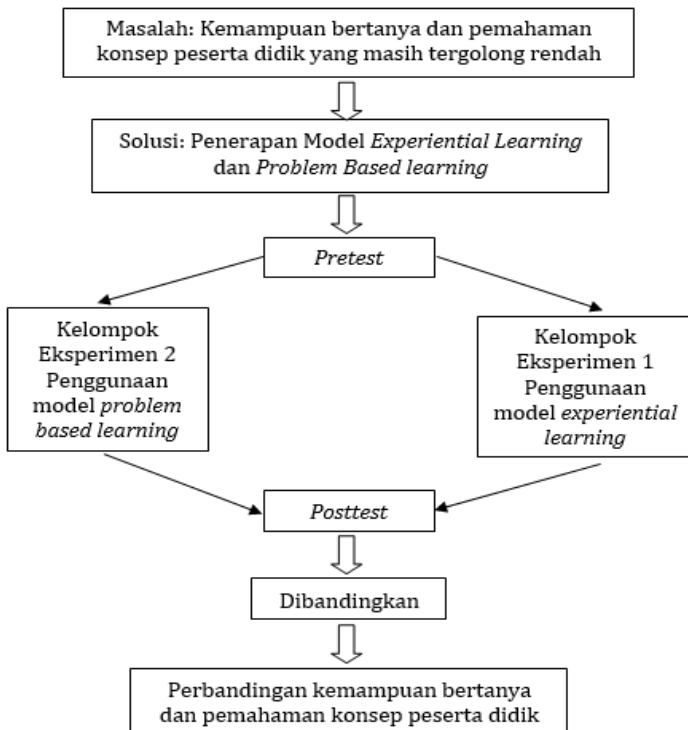 Masalah: Kemampuan bertanya dan pemahaman
konsep peserta didik yang masih tergolong rendah
Solusi: Penerapan Model Experiential Learning
dan Problem Based learning
Pretest
Kelompok
Eksperimen 2
Penggunaan
model problem
based learning
Kelompok
Eksperimen 1
Penggunaan
model experiential
learning
Posttest
Dibandingkan
Perbandingan kemampuan bertanya
dan pemahaman konsep peserta didik